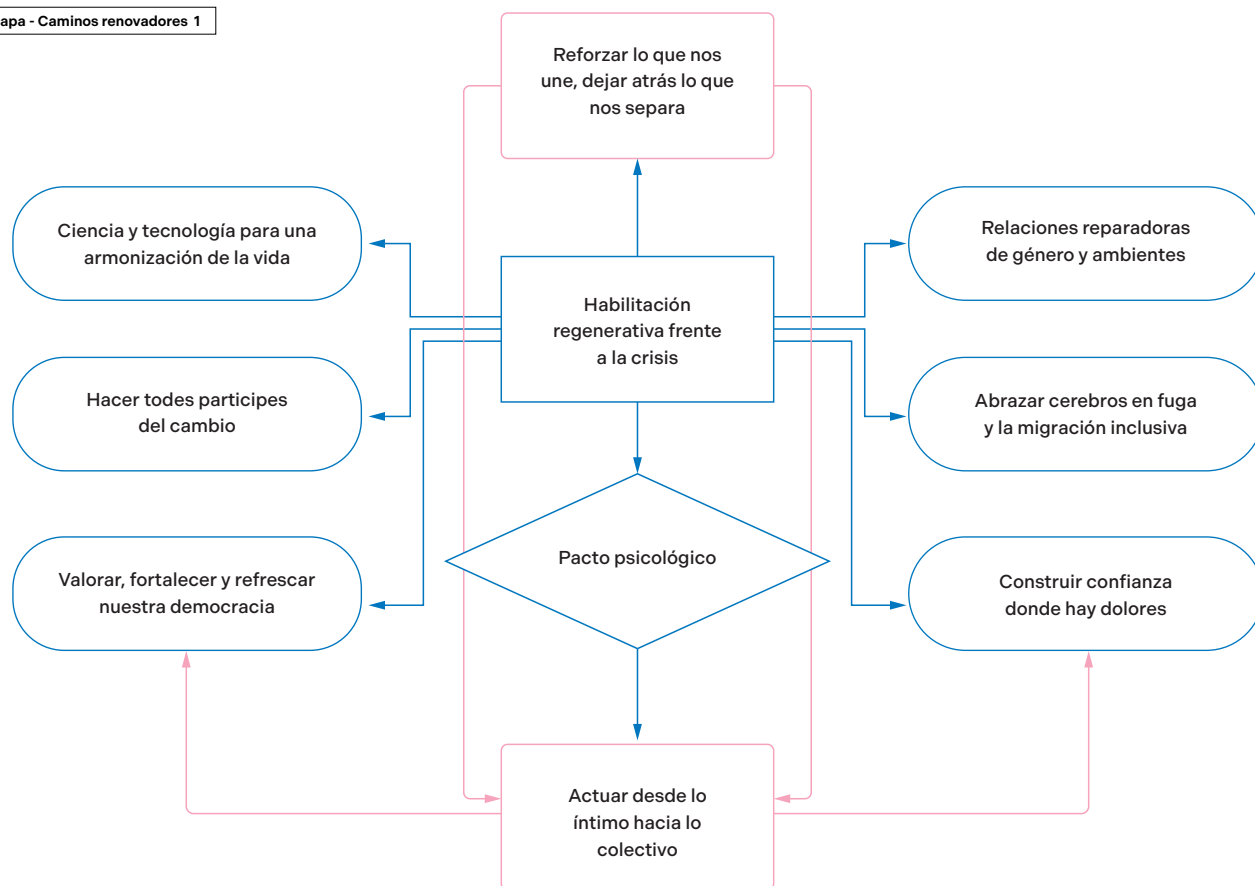 apa - Caminos renovadores 1
Reforzar lo que nos
une, dejar atrás lo que
nos separa
Ciencia y tecnología para una
armonización de la vida
Relaciones reparadoras
de género y ambientes
Habilitación
regenerativa frente
a la crisis
Hacer todes participes
del cambio
Abrazar cerebros en fuga
y la migración inclusiva
Pacto psicológico
Valorar, fortalecer y refrescar
nuestra democracia
Construir confianza
donde hay dolores
Actuar desde lo
íntimo hacia lo
colectivo